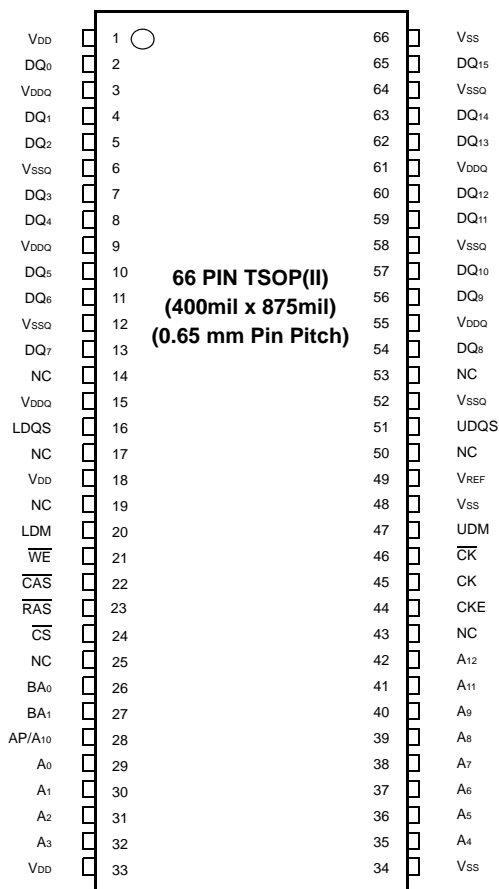 VDD 1 66 VSS
DQ0 2 65 DQ15
VDDQ 3 64 VSSQ
DQ1 4 63 DQ14
DQ2 5 62 DQ13
VSSQ 6 61 VDDQ
DQ3 7 60 DQ12
DQ4 8 59 DQ11
VDDQ 9 58 VSSQ
DQ5 10 57 DQ10
DQ6 11 56 DQ9
VSSQ 12 55 VDDQ
DQ7 13 54 DQ8
NC 14 53 NC
VDDQ 15 52 VSSQ
LDQS 16 51 UDQS
NC 17 50 NC
VDD 18 49 VREF
NC 19 48 VSS
LDM 20 47 UDM
W̅E̅ 21 46 C̅K̅
C̅A̅S̅ 22 45 CK
R̅A̅S̅ 23 44 CKE
C̅S̅ 24 43 NC
NC 25 42 A12
BA0 26 41 A11
BA1 27 40 A9
AP/A10 28 39 A8
A0 29 38 A7
A1 30 37 A6
A2 31 36 A5
A3 32 35 A4
VDD 33 34 VSS
66 PIN TSOP(II)
(400mil x 875mil)
(0.65 mm Pin Pitch)